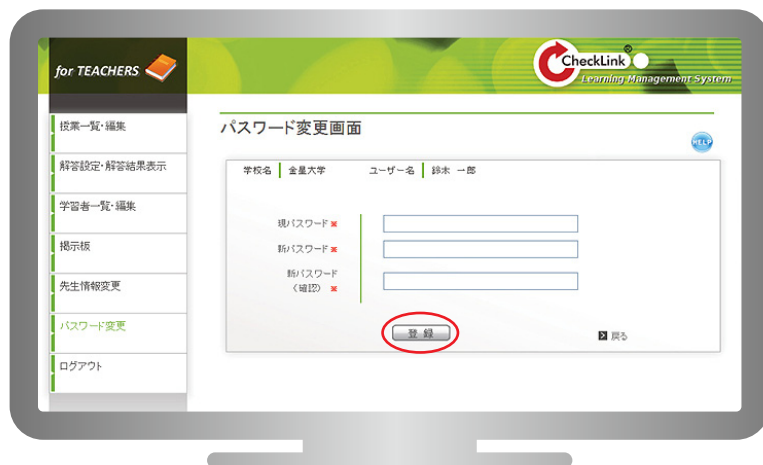 for TEACHERS
CheckLink®
Learning Management System
授業一覧・編集
解答設定・解答結果表示
学習者一覧・編集
掲示板
先生情報変更
パスワード変更
ログアウト
パスワード変更画面
HELP
学校名 金星大学 ユーザー名 鈴木 一郎
現パスワード ※
新パスワード ※
新パスワード
（確認） ※
登録
戻る